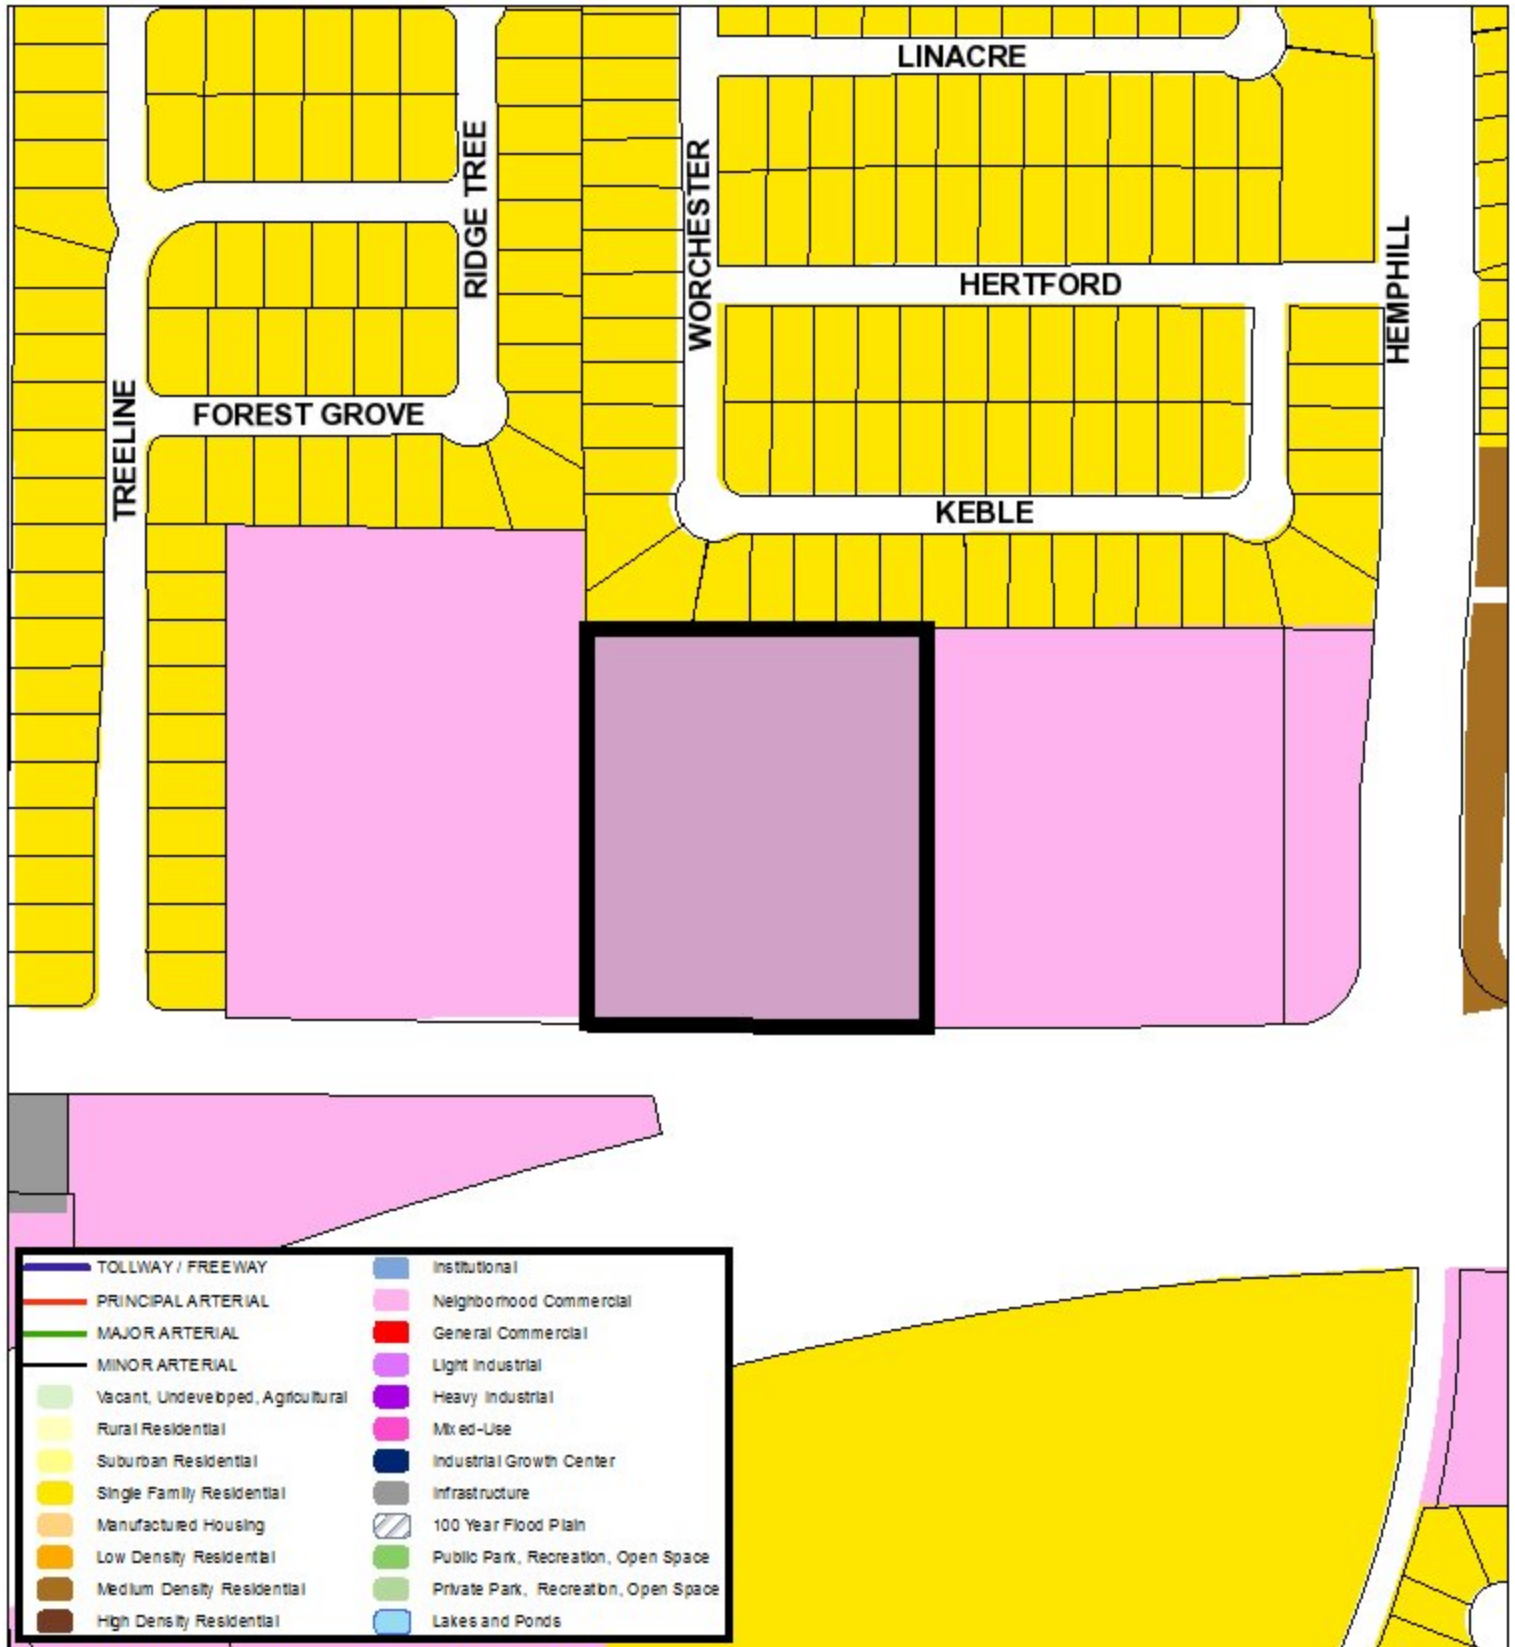 LINACRE
RIDGE TREE
WORCHESTER
HERTFORD
HEMPHILL
TREELINE
FOREST GROVE
KEBLE
TOLLWAY / FREEWAY
PRINCIPAL ARTERIAL
MAJOR ARTERIAL
MINOR ARTERIAL
Vacant, Undeveloped, Agricultural
Rural Residential
Suburban Residential
Single Family Residential
Manufactured Housing
Low Density Residential
Medium Density Residential
High Density Residential
Institutional
Neighborhood Commercial
General Commercial
Light Industrial
Heavy Industrial
Mixed-Use
Industrial Growth Center
Infrastructure
100 Year Flood Plain
Public Park, Recreation, Open Space
Private Park, Recreation, Open Space
Lakes and Ponds